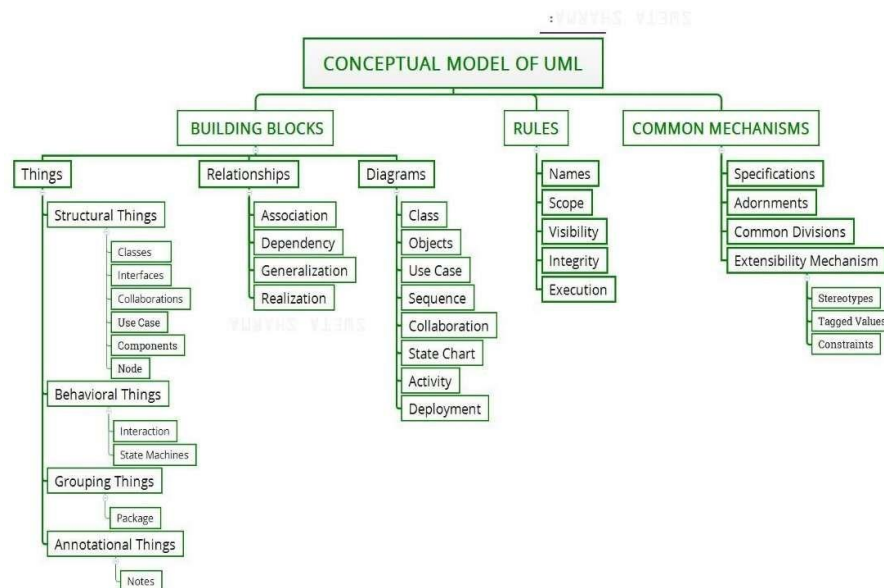 :
CONCEPTUAL MODEL OF UML
BUILDING BLOCKS
RULES
COMMON MECHANISMS
Things
Relationships
Diagrams
Structural Things
Classes
Interfaces
Collaborations
Use Case
Components
Node
Behavioral Things
Interaction
State Machines
Grouping Things
Package
Annotational Things
Notes
Association
Dependency
Generalization
Realization
Class
Objects
Use Case
Sequence
Collaboration
State Chart
Activity
Deployment
Names
Scope
Visibility
Integrity
Execution
Specifications
Adornments
Common Divisions
Extensibility Mechanism
Stereotypes
Tagged Values
Constraints